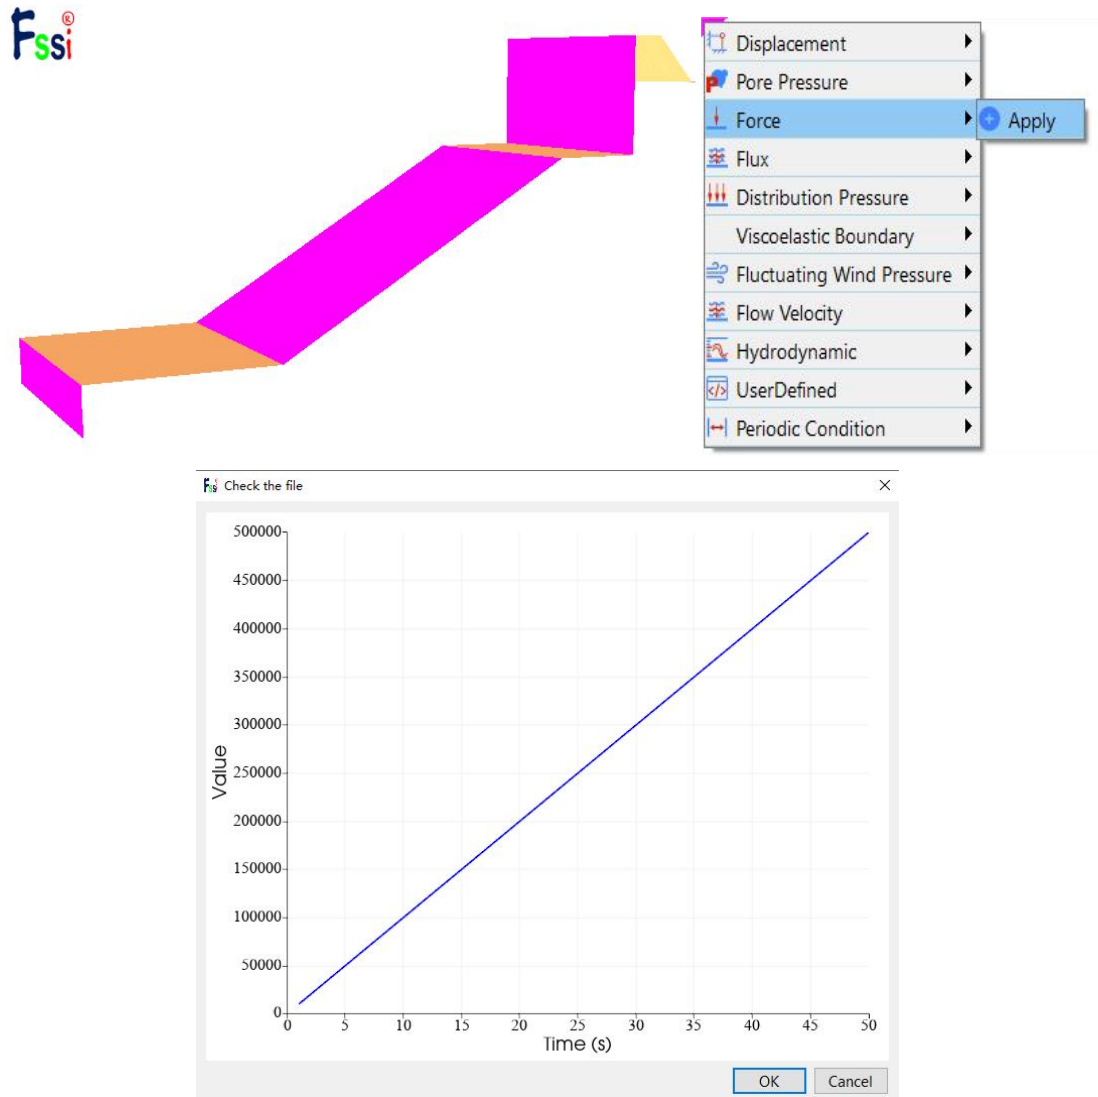 Fssi®
Displacement
Pore Pressure
Force
Apply
Flux
Distribution Pressure
Viscoelastic Boundary
Fluctuating Wind Pressure
Flow Velocity
Hydrodynamic
UserDefined
Periodic Condition
Fssi Check the file
500000
450000
400000
350000
300000
250000
200000
150000
100000
50000
0
Value
0 5 10 15 20 25 30 35 40 45 50
Time (s)
OK Cancel